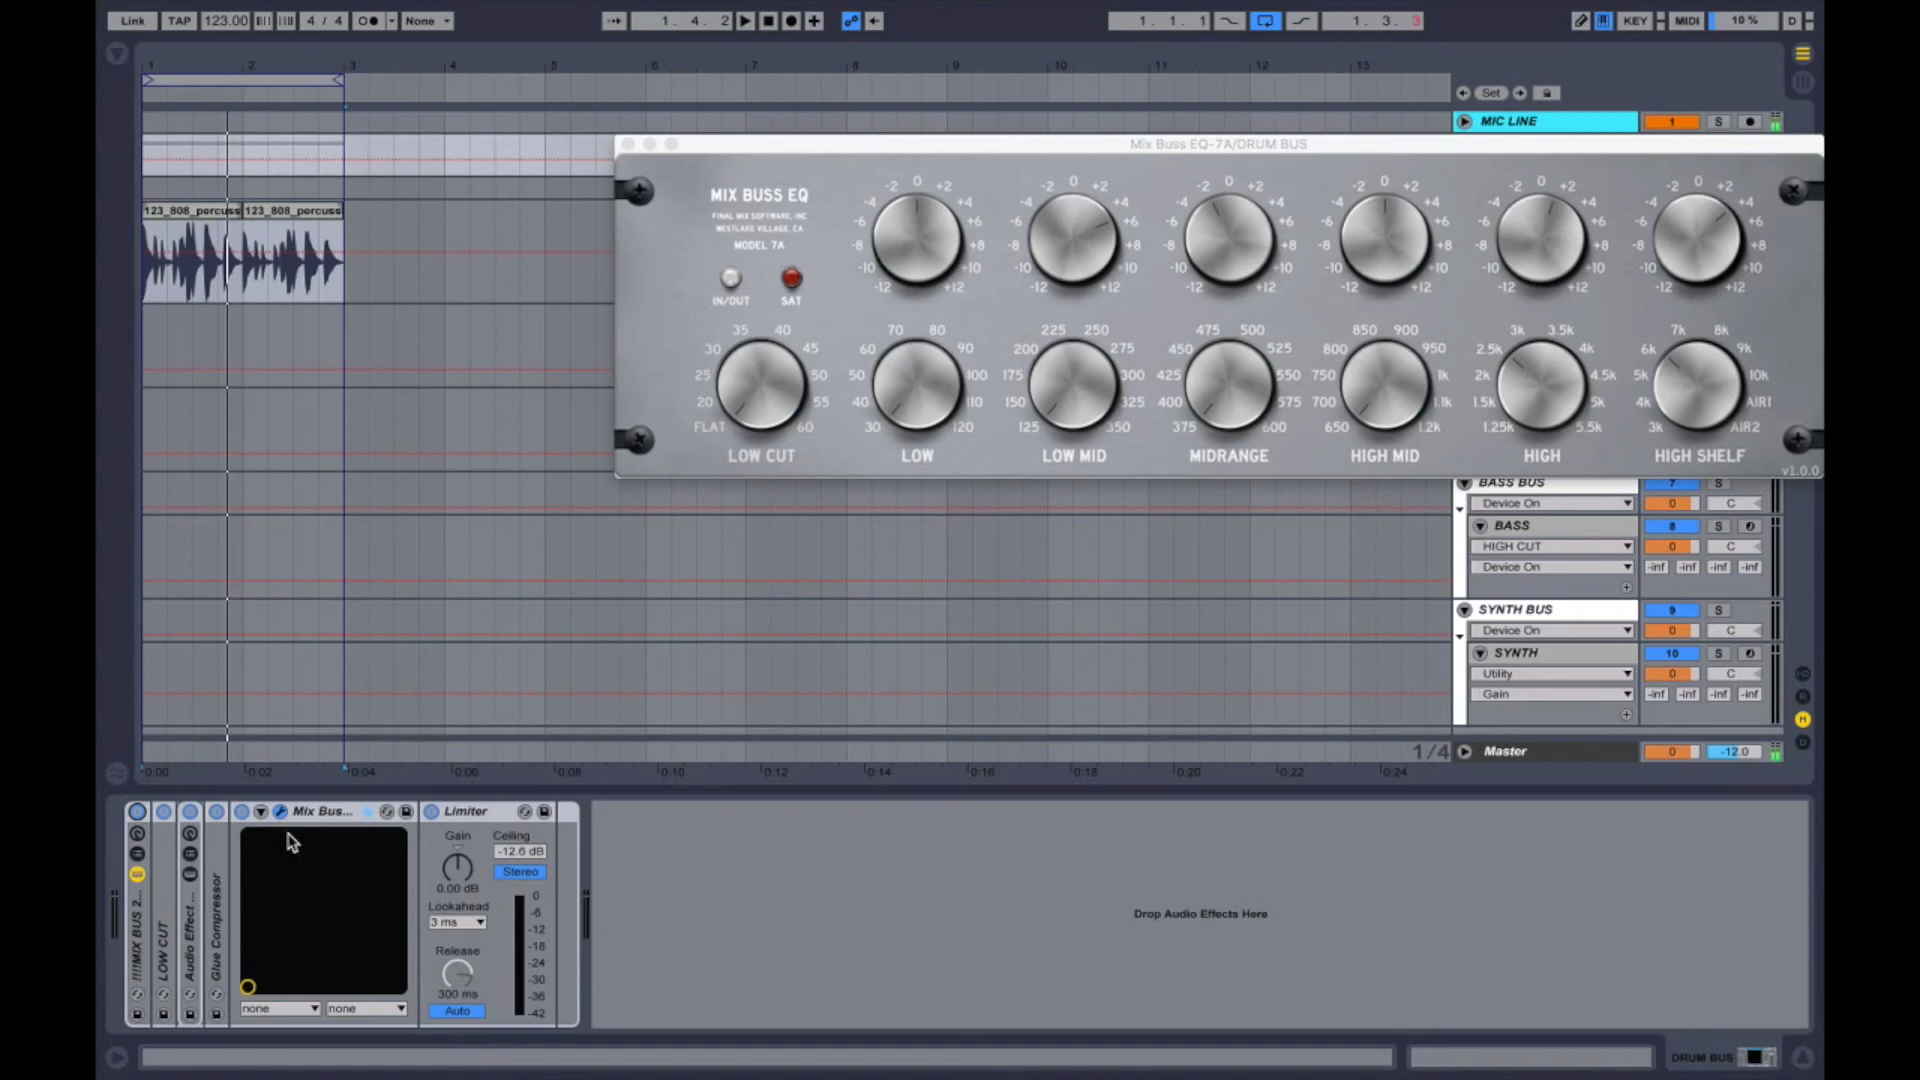 Link TAP 123.00 4 / 4 None 1. 4. 2 1. 1. 1 1. 3. 3 KEY MIDI 10 % D
1 2 3 4 5 6 7 8 9 10 11 12 13
Set
MIC LINE 1 S
Mix Buss EQ-7A/DRUM BUS
123_808_percuss 123_808_percuss
MIX BUSS EQ
FINAL MIX SOFTWARE, INC
WESTLAKE VILLAGE, CA
MODEL 7A
IN/OUT SAT
-2 0 +2 -2 0 +2 -2 0 +2 -2 0 +2 -2 0 +2 -2 0 +2
-4 +4 -4 +4 -4 +4 -4 +4 -4 +4 -4 +4
-6 +6 -6 +6 -6 +6 -6 +6 -6 +6 -6 +6
-8 +8 -8 +8 -8 +8 -8 +8 -8 +8 -8 +8
-10 +10 -10 +10 -10 +10 -10 +10 -10 +10 -10 +10
-12 +12 -12 +12 -12 +12 -12 +12 -12 +12 -12 +12
35 40 70 80 225 250 475 500 850 900 3k 3.5k 7k 8k
30 45 60 90 200 275 450 525 800 950 2.5k 4k 6k 9k
25 50 50 100 175 300 425 550 750 1k 2k 4.5k 5k 10k
20 55 40 110 150 325 400 575 700 1.1k 1.5k 5k 4k AIR1
FLAT 60 30 120 125 350 375 600 650 1.2k 1.25k 5.5k 3k AIR2
LOW CUT LOW LOW MID MIDRANGE HIGH MID HIGH HIGH SHELF
v1.0.0
BASS BUS 7 S
Device On 0 C
BASS 8 S
HIGH CUT 0 C
Device On -inf -inf -inf -inf
SYNTH BUS 9 S
Device On 0 C
SYNTH 10 S
Utility 0 C
Gain -inf -inf -inf -inf
1/4 Master 0 -12.0
0:00 0:02 0:04 0:06 0:08 0:10 0:12 0:14 0:16 0:18 0:20 0:22 0:24
!!!!MIX BUS 2...
LOW CUT
Audio Effect ...
Glue Compressor
Mix Bus...
none none
Limiter
Gain Ceiling
-12.6 dB
Stereo
0.00 dB
Lookahead
3 ms
Release
300 ms
Auto
0
-6
-12
-18
-24
-30
-36
-42
Drop Audio Effects Here
DRUM BUS